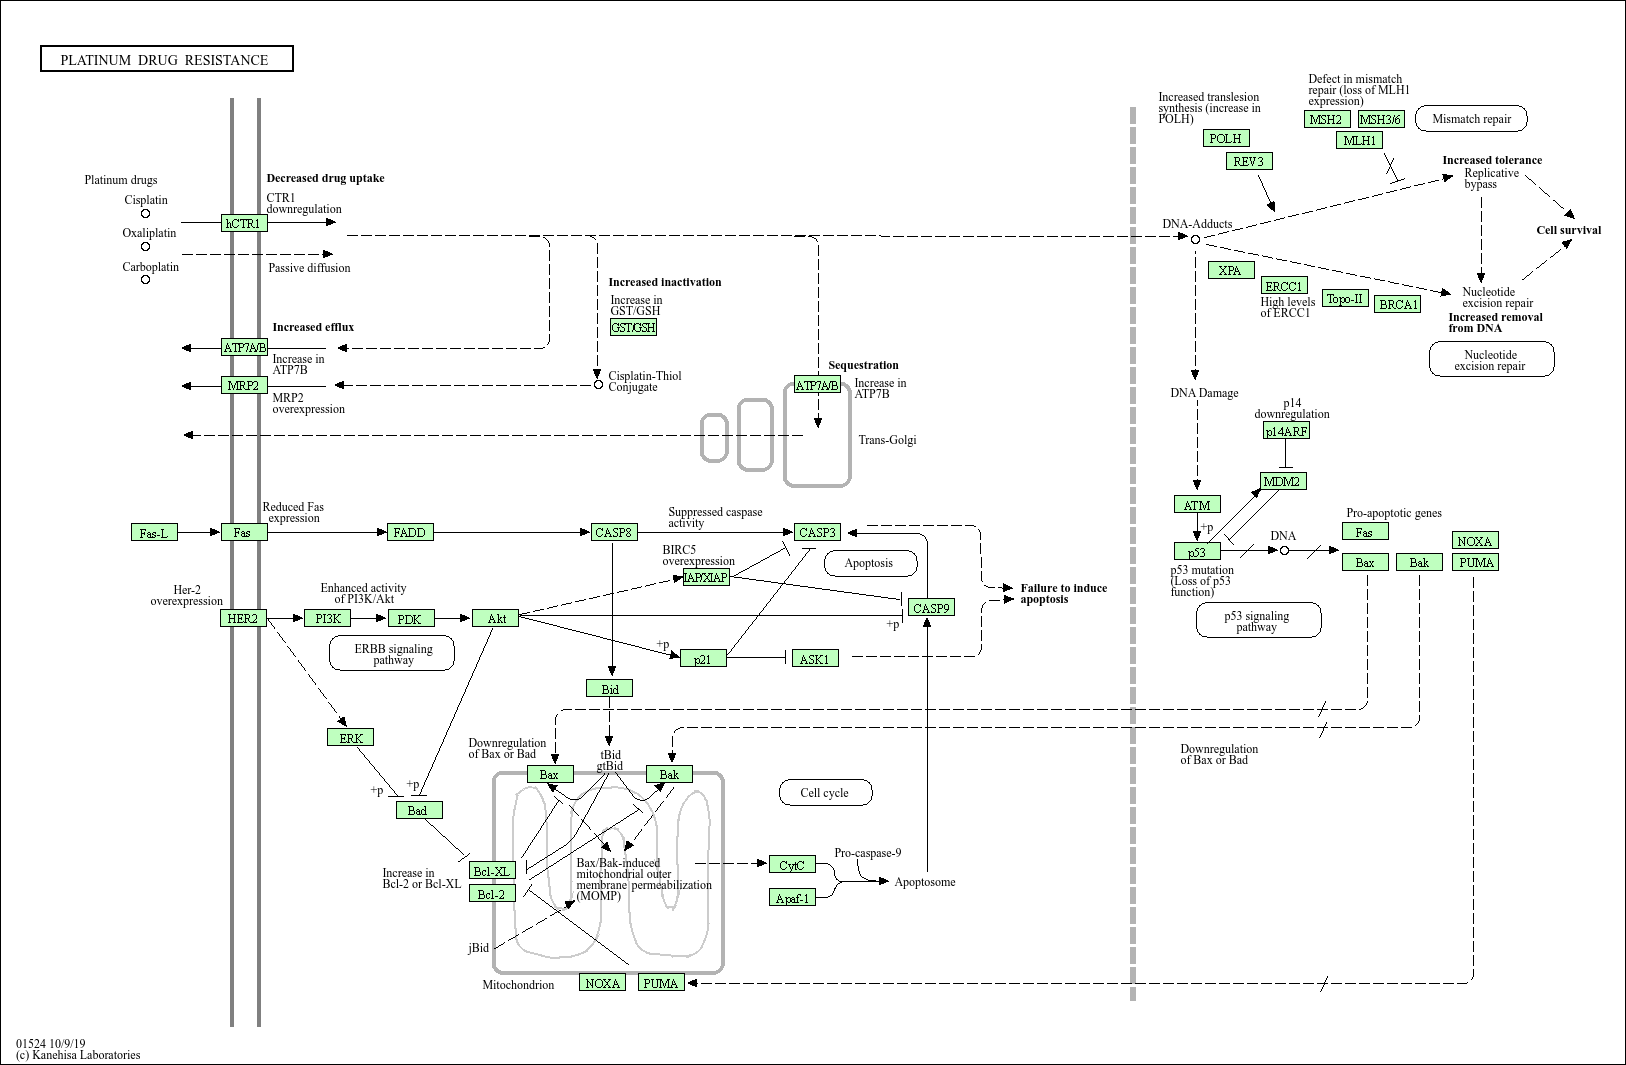 PLATINUM DRUG RESISTANCE
Platinum drugs
Cisplatin
Oxaliplatin
Carboplatin
hCTR1
Decreased drug uptake
CTR1
downregulation
Passive diffusion
Increased efflux
ATP7A/B
Increase in
ATP7B
MRP2
MRP2
overexpression
Increased inactivation
Increase in
GST/GSH
GST/GSH
Cisplatin-Thiol
Conjugate
Sequestration
ATP7A/B
Increase in
ATP7B
Trans-Golgi
Increased translesion
synthesis (increase in
POLH)
POLH
REV3
Defect in mismatch
repair (loss of MLH1
expression)
MSH2
MSH3/6
MLH1
Mismatch repair
Increased tolerance
Replicative
bypass
Cell survival
DNA-Adducts
XPA
ERCC1
High levels
of ERCC1
Topo-II
BRCA1
Nucleotide
excision repair
Increased removal
from DNA
Nucleotide
excision repair
DNA Damage
p14
downregulation
p14ARF
MDM2
ATM
+p
p53
p53 mutation
(Loss of p53
function)
DNA
Pro-apoptotic genes
Fas
Bax
Bak
NOXA
PUMA
p53 signaling
pathway
Downregulation
of Bax or Bad
Fas-L
Fas
Reduced Fas
expression
FADD
CASP8
Suppressed caspase
activity
CASP3
BIRC5
overexpression
IAP/XIAP
Apoptosis
Failure to induce
apoptosis
Her-2
overexpression
HER2
Enhanced activity
of PI3K/Akt
PI3K
PDK
Akt
ERBB signaling
pathway
CASP9
+p
+p
p21
ASK1
Bid
ERK
+p
+p
Bad
Downregulation
of Bax or Bad
tBid
gtBid
Bax
Bak
Cell cycle
Increase in
Bcl-2 or Bcl-XL
Bcl-XL
Bcl-2
Bax/Bak-induced
mitochondrial outer
membrane permeabilization
(MOMP)
jBid
CytC
Apaf-1
Pro-caspase-9
Apoptosome
Mitochondrion
NOXA
PUMA
01524 10/9/19
(c) Kanehisa Laboratories